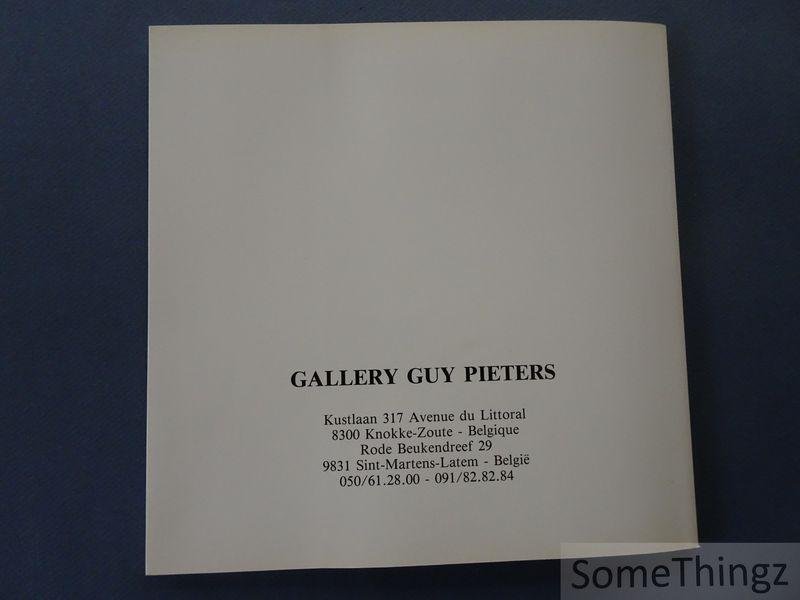 GALLERY GUY PIETERS
Kustlaan 317 Avenue du Littoral
8300 Knokke-Zoute - Belgique
Rode Beukendreef 29
9831 Sint-Martens-Latem - België
050/61.28.00 - 091/82.82.84
SomeThingz